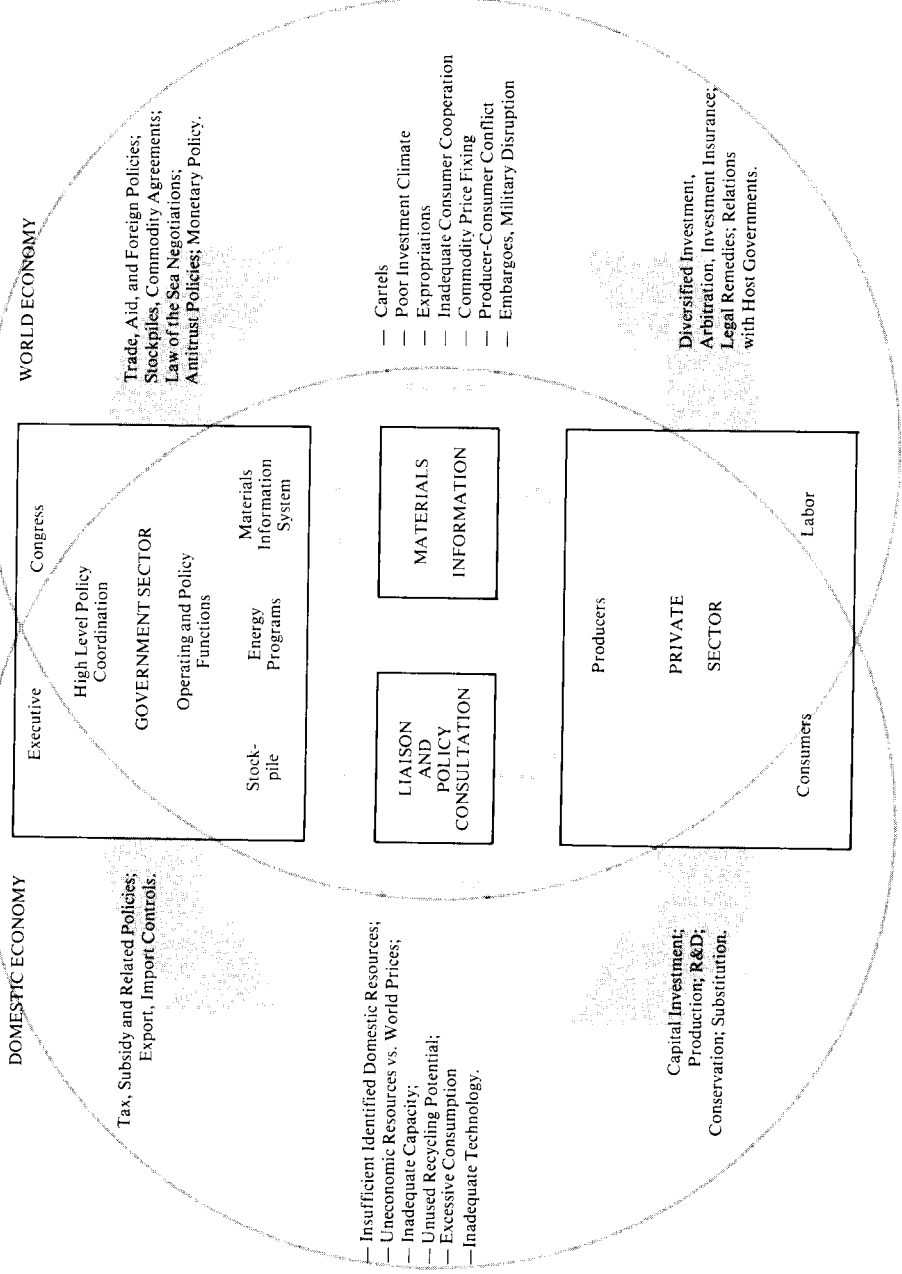 DOMESTIC ECONOMY
WORLD ECONOMY
Tax, Subsidy and Related Policies;
Export, Import Controls.
Executive
Congress
High Level Policy
Coordination
GOVERNMENT SECTOR
Operating and Policy
Functions
Stock-
pile
Energy
Programs
Materials
Information
System
Trade, Aid, and Foreign Policies;
Stockpiles, Commodity Agreements;
Law of the Sea Negotiations;
Antitrust Policies; Monetary Policy.
— Insufficient Identified Domestic Resources;
— Uneconomic Resources vs. World Prices;
— Inadequate Capacity;
— Unused Recycling Potential;
— Excessive Consumption
— Inadequate Technology.
LIAISON
AND
POLICY
CONSULTATION
MATERIALS
INFORMATION
— Cartels
— Poor Investment Climate
— Expropriations
— Inadequate Consumer Cooperation
— Commodity Price Fixing
— Producer-Consumer Conflict
— Embargoes, Military Disruption
Capital Investment;
Production; R&D;
Conservation; Substitution.
Producers
PRIVATE
SECTOR
Consumers
Labor
Diversified Investment,
Arbitration, Investment Insurance;
Legal Remedies; Relations
with Host Governments.